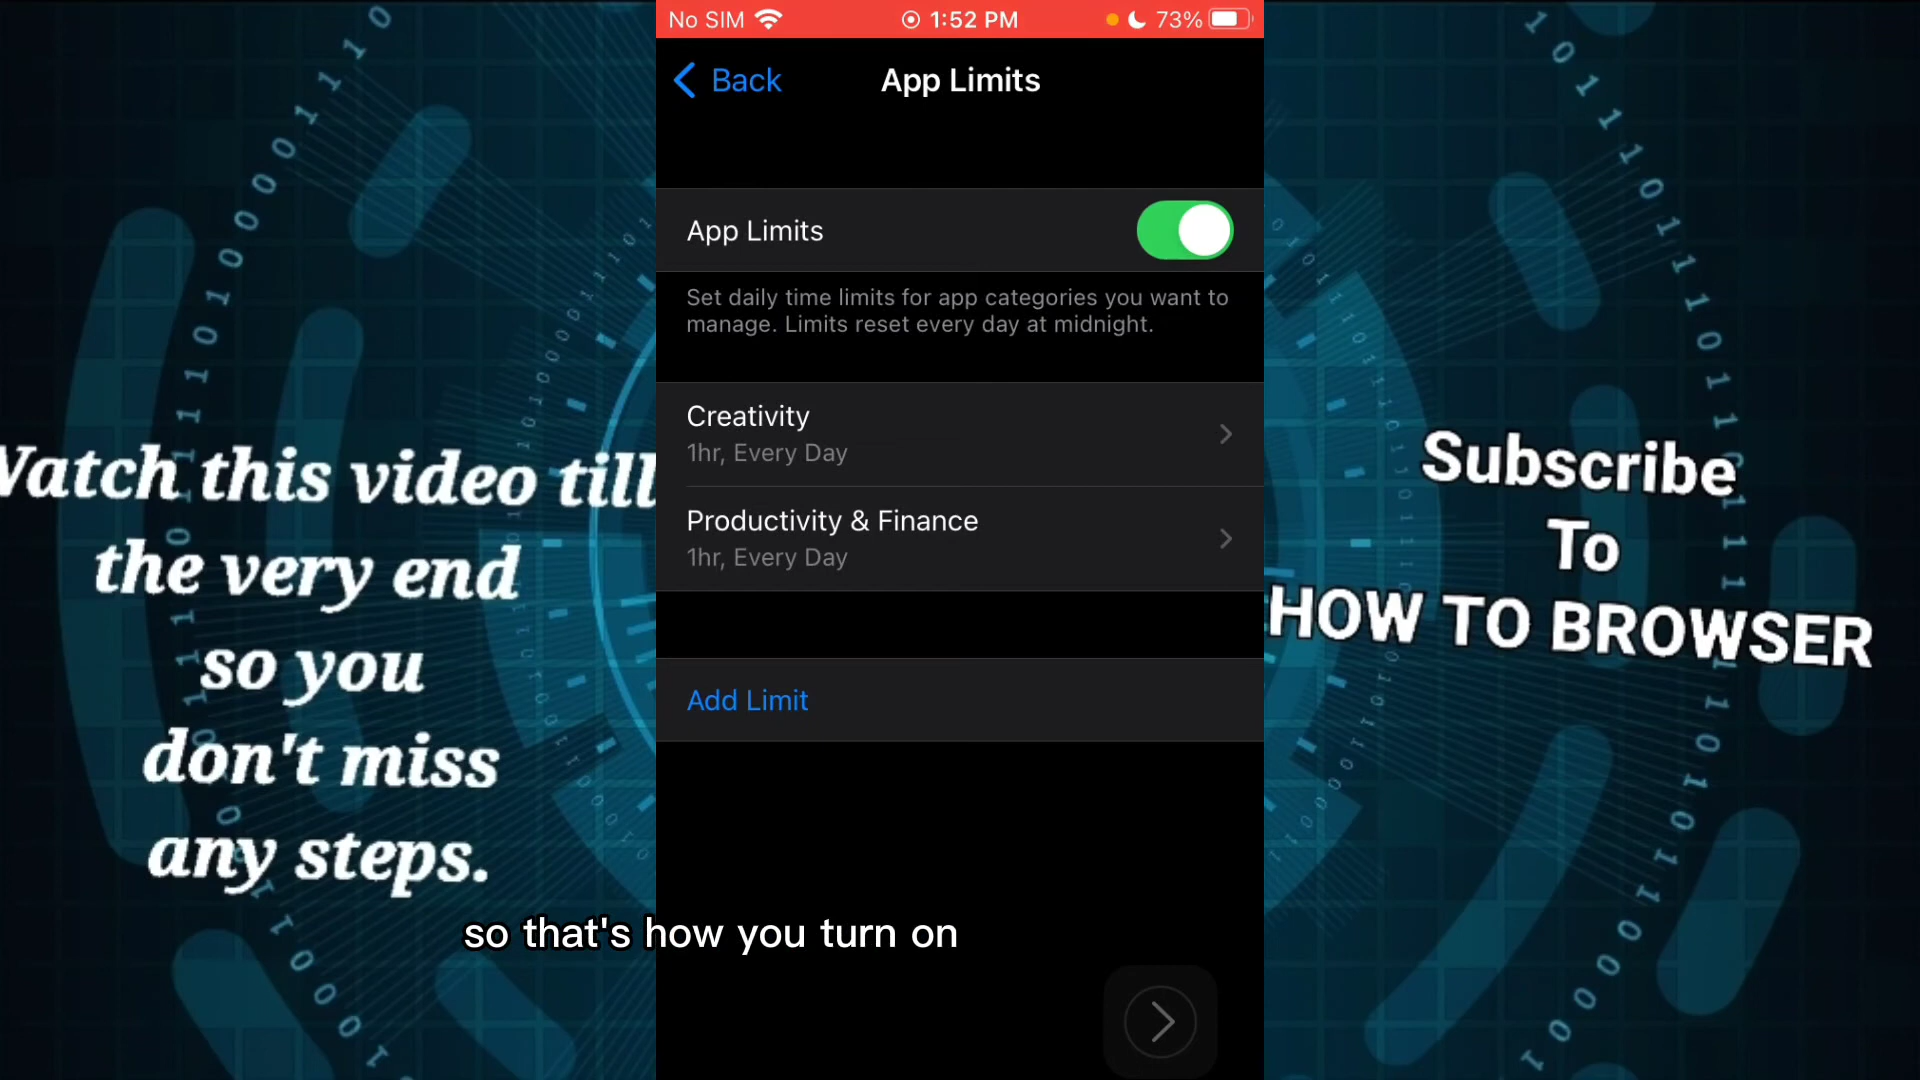 No SIM 1:52 PM 73%
Back App Limits
App Limits
Set daily time limits for app categories you want to
manage. Limits reset every day at midnight.
Creativity
1hr, Every Day
Productivity & Finance
1hr, Every Day
Add Limit
Watch this video till
the very end
so you
don't miss
any steps.
Subscribe
To
HOW TO BROWSER
so that's how you turn on